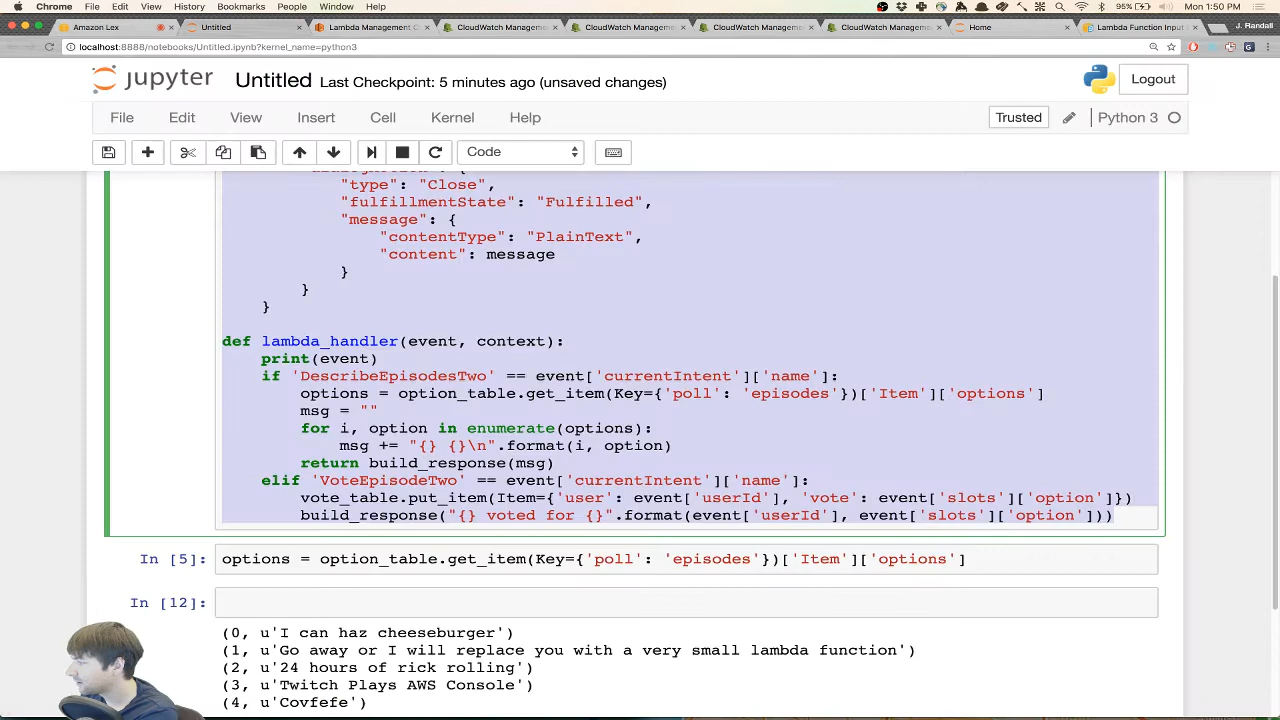 Chrome File Edit View History Bookmarks People Window Help
95% Mon 1:50 PM
Amazon Lex Untitled Lambda Management C CloudWatch Manageme CloudWatch Manageme CloudWatch Manageme CloudWatch Manageme Home Lambda Function Input J. Randall
localhost:8888/notebooks/Untitled.ipynb?kernel_name=python3
jupyter Untitled Last Checkpoint: 5 minutes ago (unsaved changes) Logout
File Edit View Insert Cell Kernel Help Trusted Python 3
Code
"type": "Close",
"fulfillmentState": "Fulfilled",
"message": {
"contentType": "PlainText",
"content": message
}
}
}
def lambda_handler(event, context):
print(event)
if 'DescribeEpisodesTwo' == event['currentIntent']['name']:
options = option_table.get_item(Key={'poll': 'episodes'})['Item']['options']
msg = ""
for i, option in enumerate(options):
msg += "{} {}\n".format(i, option)
return build_response(msg)
elif 'VoteEpisodeTwo' == event['currentIntent']['name']:
vote_table.put_item(Item={'user': event['userId'], 'vote': event['slots']['option']})
build_response("{} voted for {}".format(event['userId'], event['slots']['option']))
In [5]: options = option_table.get_item(Key={'poll': 'episodes'})['Item']['options']
In [12]:
(0, u'I can haz cheeseburger')
(1, u'Go away or I will replace you with a very small lambda function')
(2, u'24 hours of rick rolling')
(3, u'Twitch Plays AWS Console')
(4, u'Covfefe')